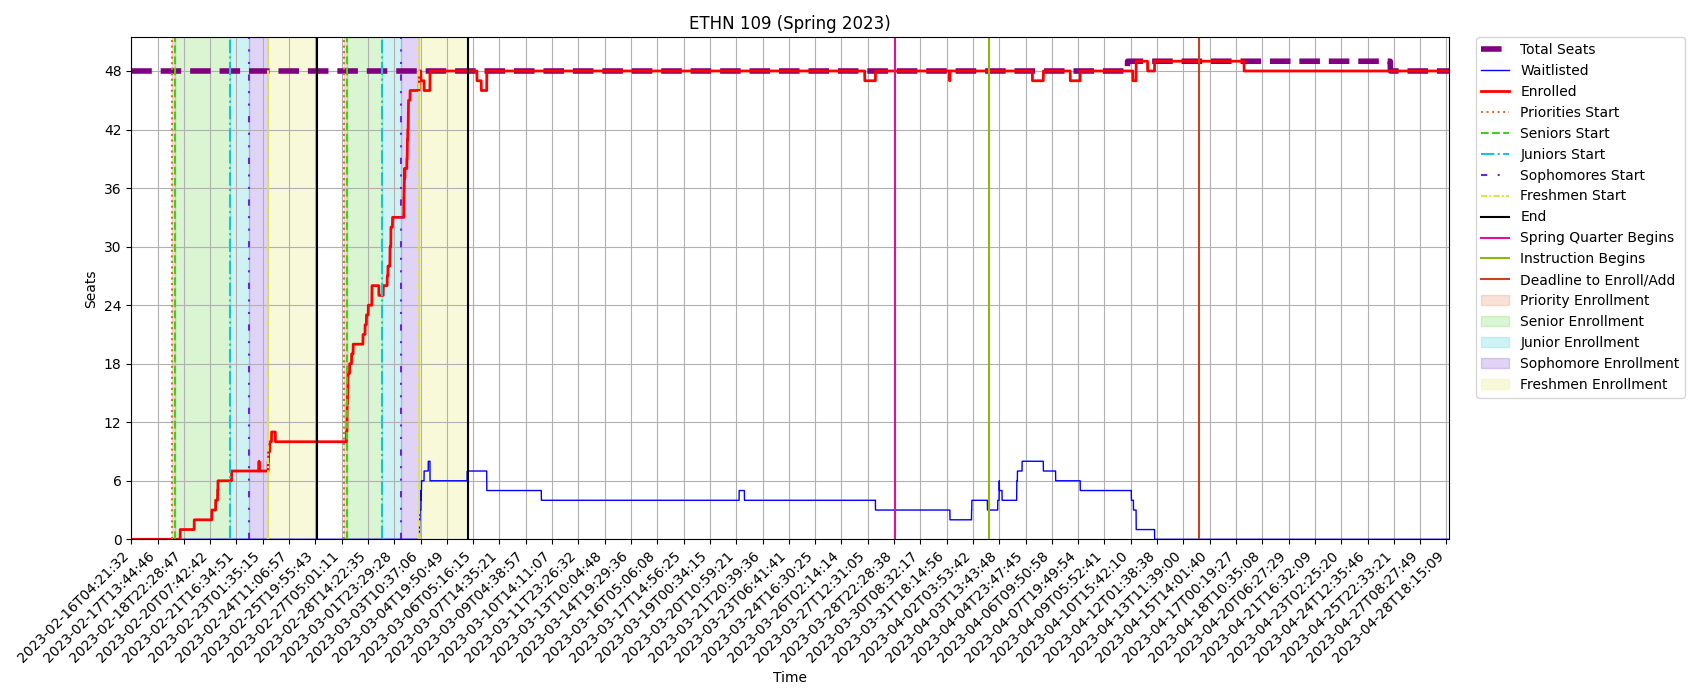 ETHN 109 (Spring 2023)
Seats
48
42
36
30
24
18
12
6
0
2023-02-16T04:21:32
2023-02-17T13:44:46
2023-02-18T22:28:47
2023-02-20T07:42:42
2023-02-21T16:34:51
2023-02-23T01:35:15
2023-02-24T11:06:57
2023-02-25T19:55:43
2023-02-27T05:01:11
2023-02-28T14:22:35
2023-03-01T23:29:28
2023-03-03T10:37:06
2023-03-04T19:50:49
2023-03-06T05:16:15
2023-03-07T14:35:21
2023-03-09T04:38:57
2023-03-10T14:11:07
2023-03-11T23:26:32
2023-03-13T10:04:48
2023-03-14T19:29:36
2023-03-16T05:06:08
2023-03-17T14:56:25
2023-03-19T00:34:15
2023-03-20T10:59:21
2023-03-21T20:39:36
2023-03-23T06:41:41
2023-03-24T16:30:25
2023-03-26T02:14:14
2023-03-27T12:31:05
2023-03-28T22:28:38
2023-03-30T08:32:17
2023-03-31T18:14:56
2023-04-02T03:53:42
2023-04-03T13:43:48
2023-04-04T23:47:45
2023-04-06T09:50:58
2023-04-07T19:49:54
2023-04-09T05:52:41
2023-04-10T15:42:10
2023-04-12T01:38:38
2023-04-13T11:39:00
2023-04-15T14:01:40
2023-04-17T00:19:27
2023-04-18T10:35:08
2023-04-20T06:27:29
2023-04-21T16:32:09
2023-04-23T02:25:20
2023-04-24T12:35:46
2023-04-25T22:33:21
2023-04-27T08:27:49
2023-04-28T18:15:09
Time
Total Seats
Waitlisted
Enrolled
Priorities Start
Seniors Start
Juniors Start
Sophomores Start
Freshmen Start
End
Spring Quarter Begins
Instruction Begins
Deadline to Enroll/Add
Priority Enrollment
Senior Enrollment
Junior Enrollment
Sophomore Enrollment
Freshmen Enrollment